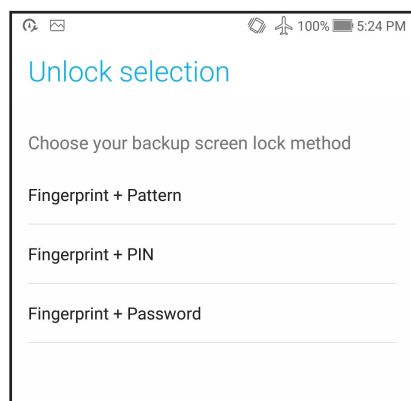 100% 5:24 PM
Unlock selection
Choose your backup screen lock method
Fingerprint + Pattern
Fingerprint + PIN
Fingerprint + Password